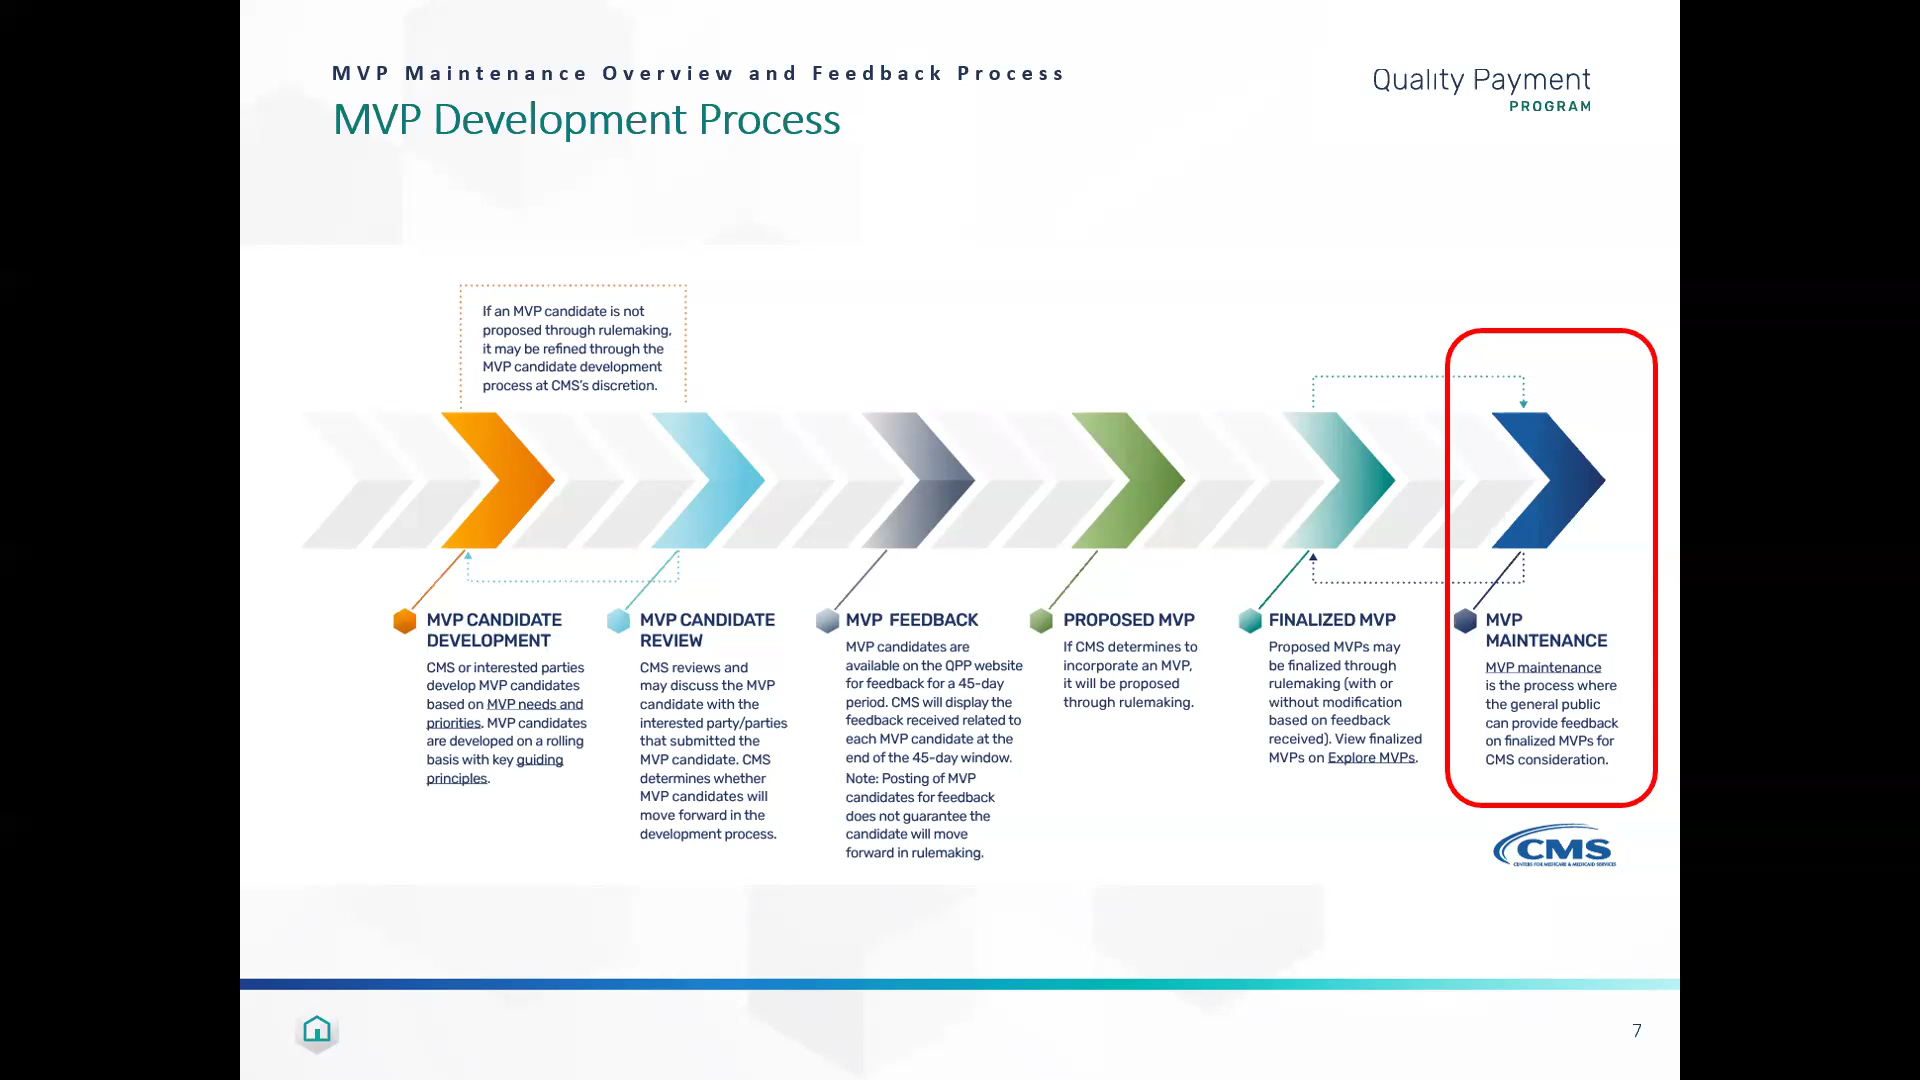 MVP Maintenance Overview and Feedback Process
MVP Development Process
Quality Payment
PROGRAM
If an MVP candidate is not
proposed through rulemaking,
it may be refined through the
MVP candidate development
process at CMS's discretion.
MVP CANDIDATE
DEVELOPMENT
CMS or interested parties
develop MVP candidates
based on MVP needs and
priorities. MVP candidates
are developed on a rolling
basis with key guiding
principles.
MVP CANDIDATE
REVIEW
CMS reviews and
may discuss the MVP
candidate with the
interested party/parties
that submitted the
MVP candidate. CMS
determines whether
MVP candidates will
move forward in the
development process.
MVP FEEDBACK
MVP candidates are
available on the QPP website
for feedback for a 45-day
period. CMS will display the
feedback received related to
each MVP candidate at the
end of the 45-day window.
Note: Posting of MVP
candidates for feedback
does not guarantee the
candidate will move
forward in rulemaking.
PROPOSED MVP
If CMS determines to
incorporate an MVP,
it will be proposed
through rulemaking.
FINALIZED MVP
Proposed MVPs may
be finalized through
rulemaking (with or
without modification
based on feedback
received). View finalized
MVPs on Explore MVPs.
MVP
MAINTENANCE
MVP maintenance
is the process where
the general public
can provide feedback
on finalized MVPs for
CMS consideration.
CMS
CENTERS FOR MEDICARE & MEDICAID SERVICES
7